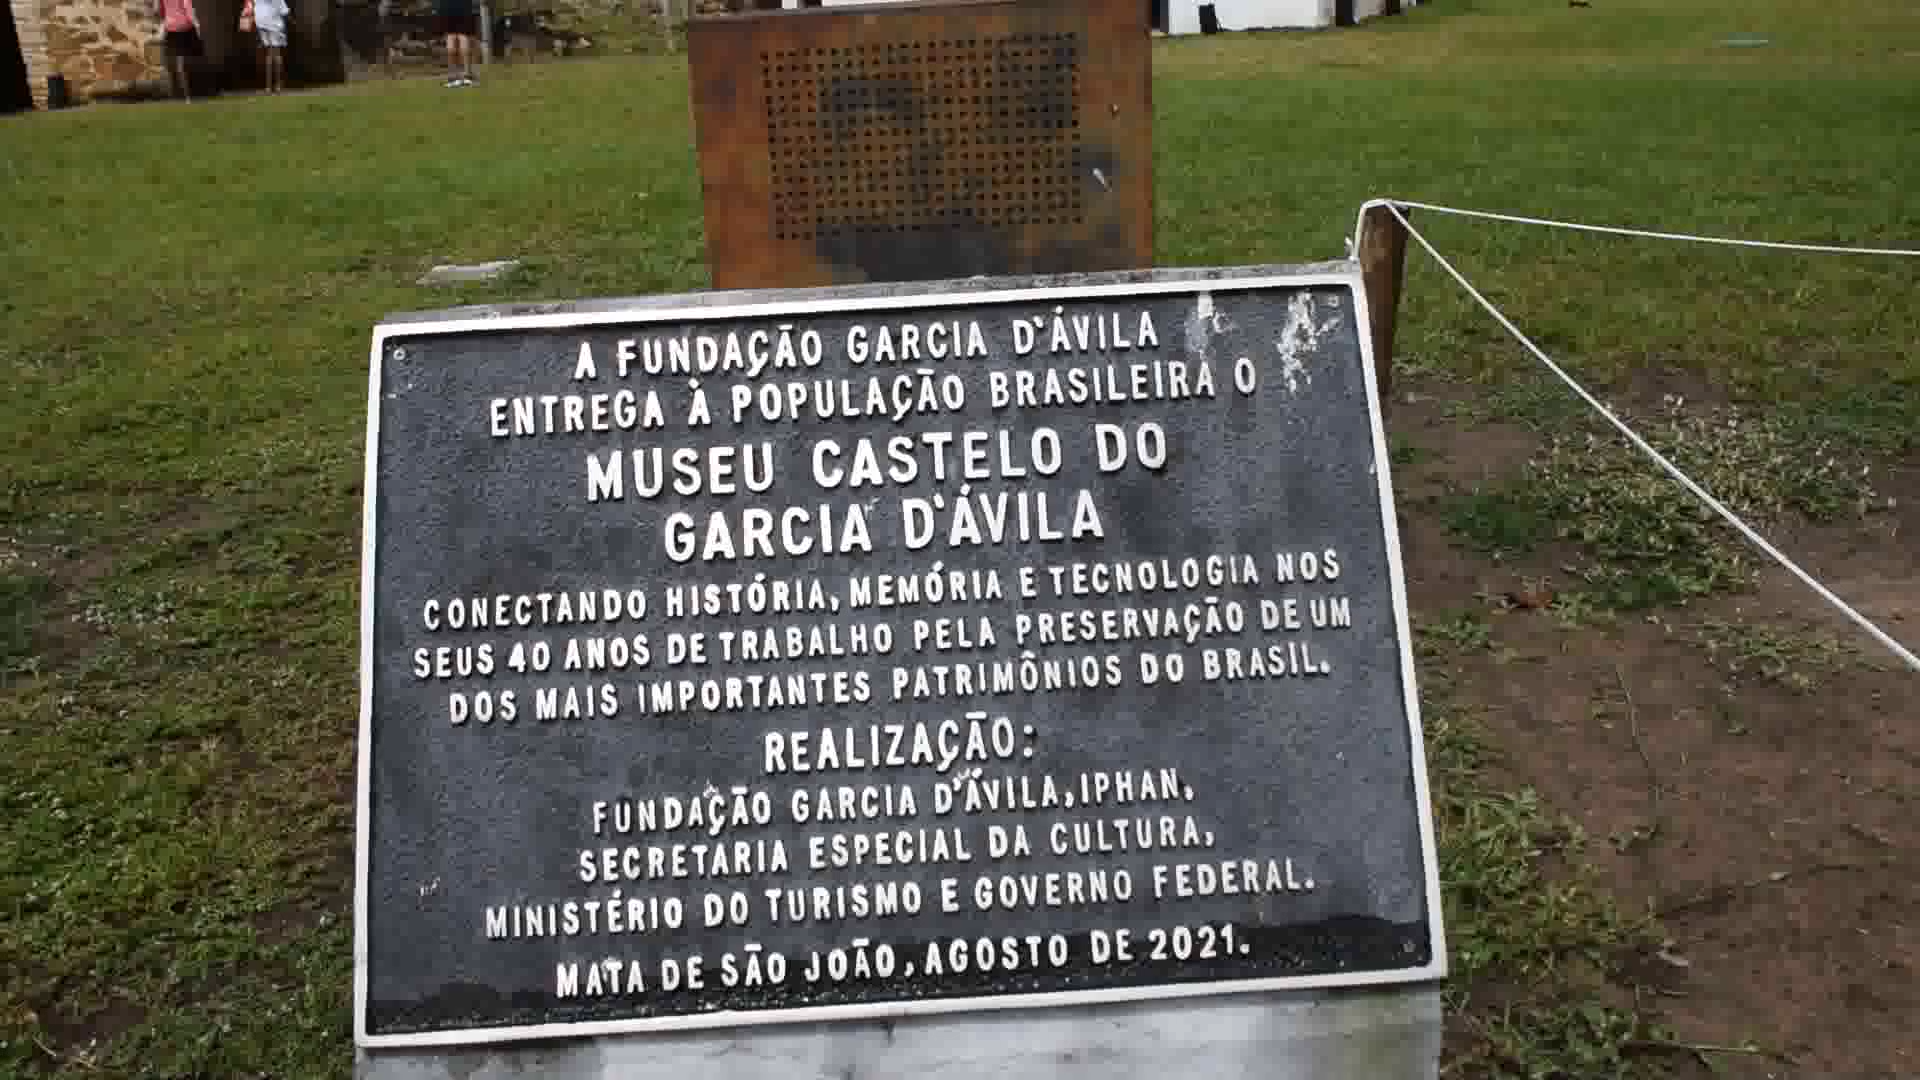 A FUNDAÇÃO GARCIA D'ÁVILA
ENTREGA À POPULAÇÃO BRASILEIRA O
MUSEU CASTELO DO
GARCIA D'ÁVILA
CONECTANDO HISTÓRIA, MEMÓRIA E TECNOLOGIA NOS
SEUS 40 ANOS DE TRABALHO PELA PRESERVAÇÃO DE UM
DOS MAIS IMPORTANTES PATRIMÔNIOS DO BRASIL.
REALIZAÇÃO:
FUNDAÇÃO GARCIA D'ÁVILA, IPHAN,
SECRETARIA ESPECIAL DA CULTURA,
MINISTÉRIO DO TURISMO E GOVERNO FEDERAL.
MATA DE SÃO JOÃO, AGOSTO DE 2021.